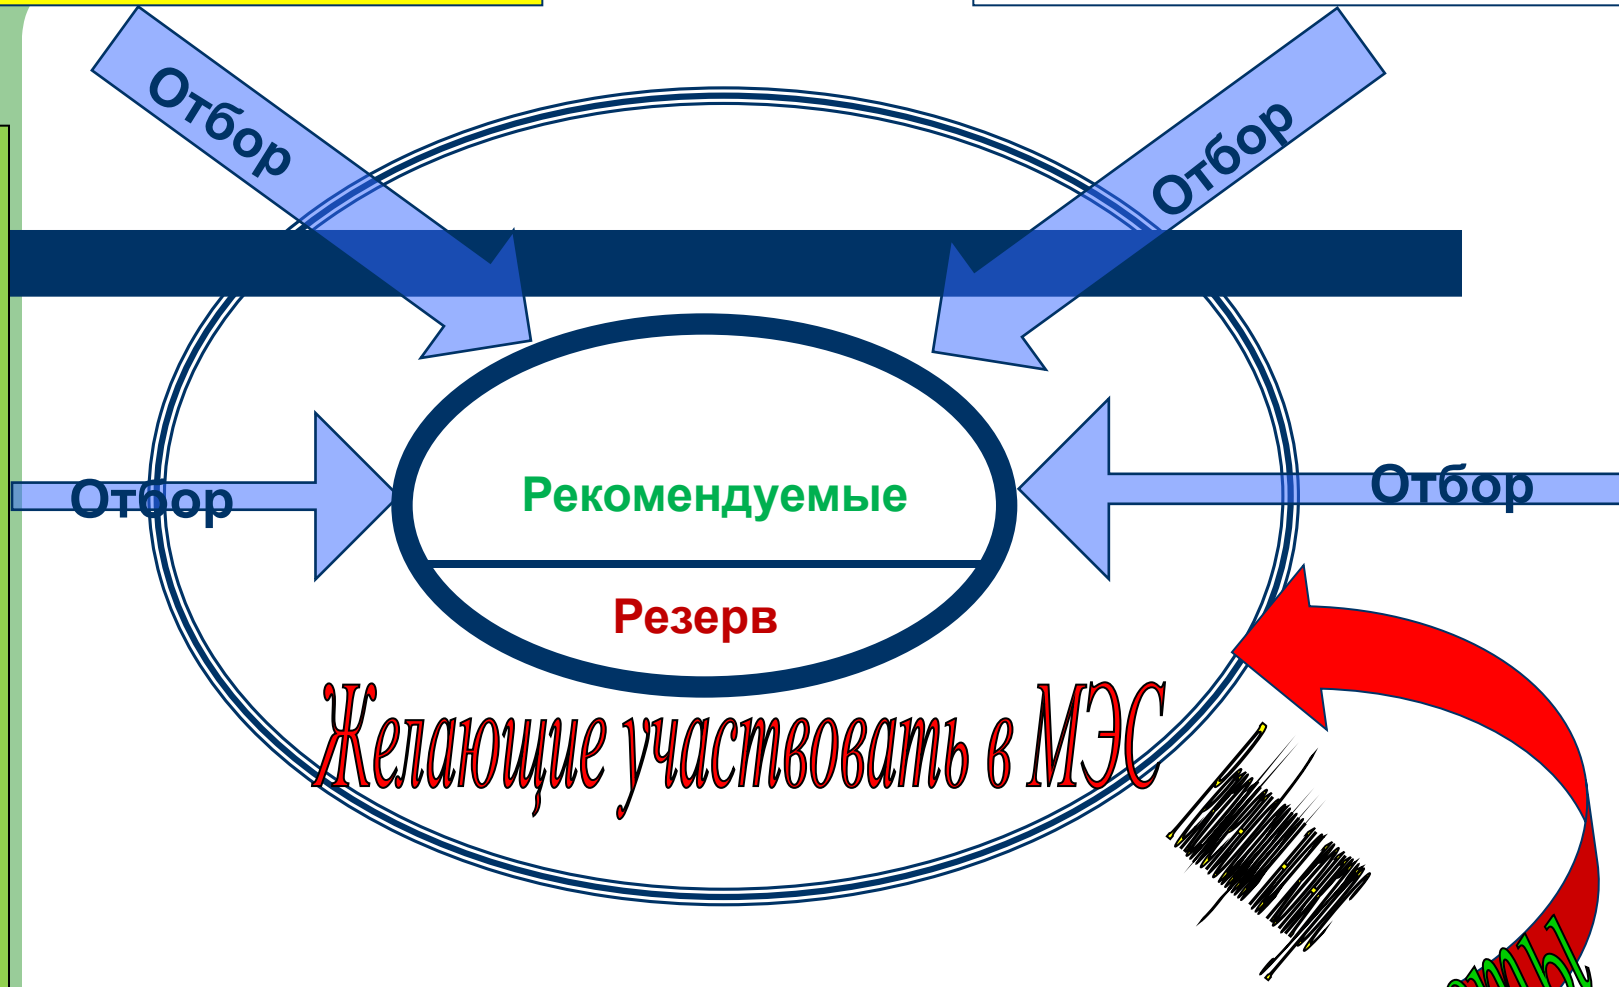 Отбор
Отбор
Отбор
Рекомендуемые
Отбор
Резерв
Желающие участвовать в МЭС